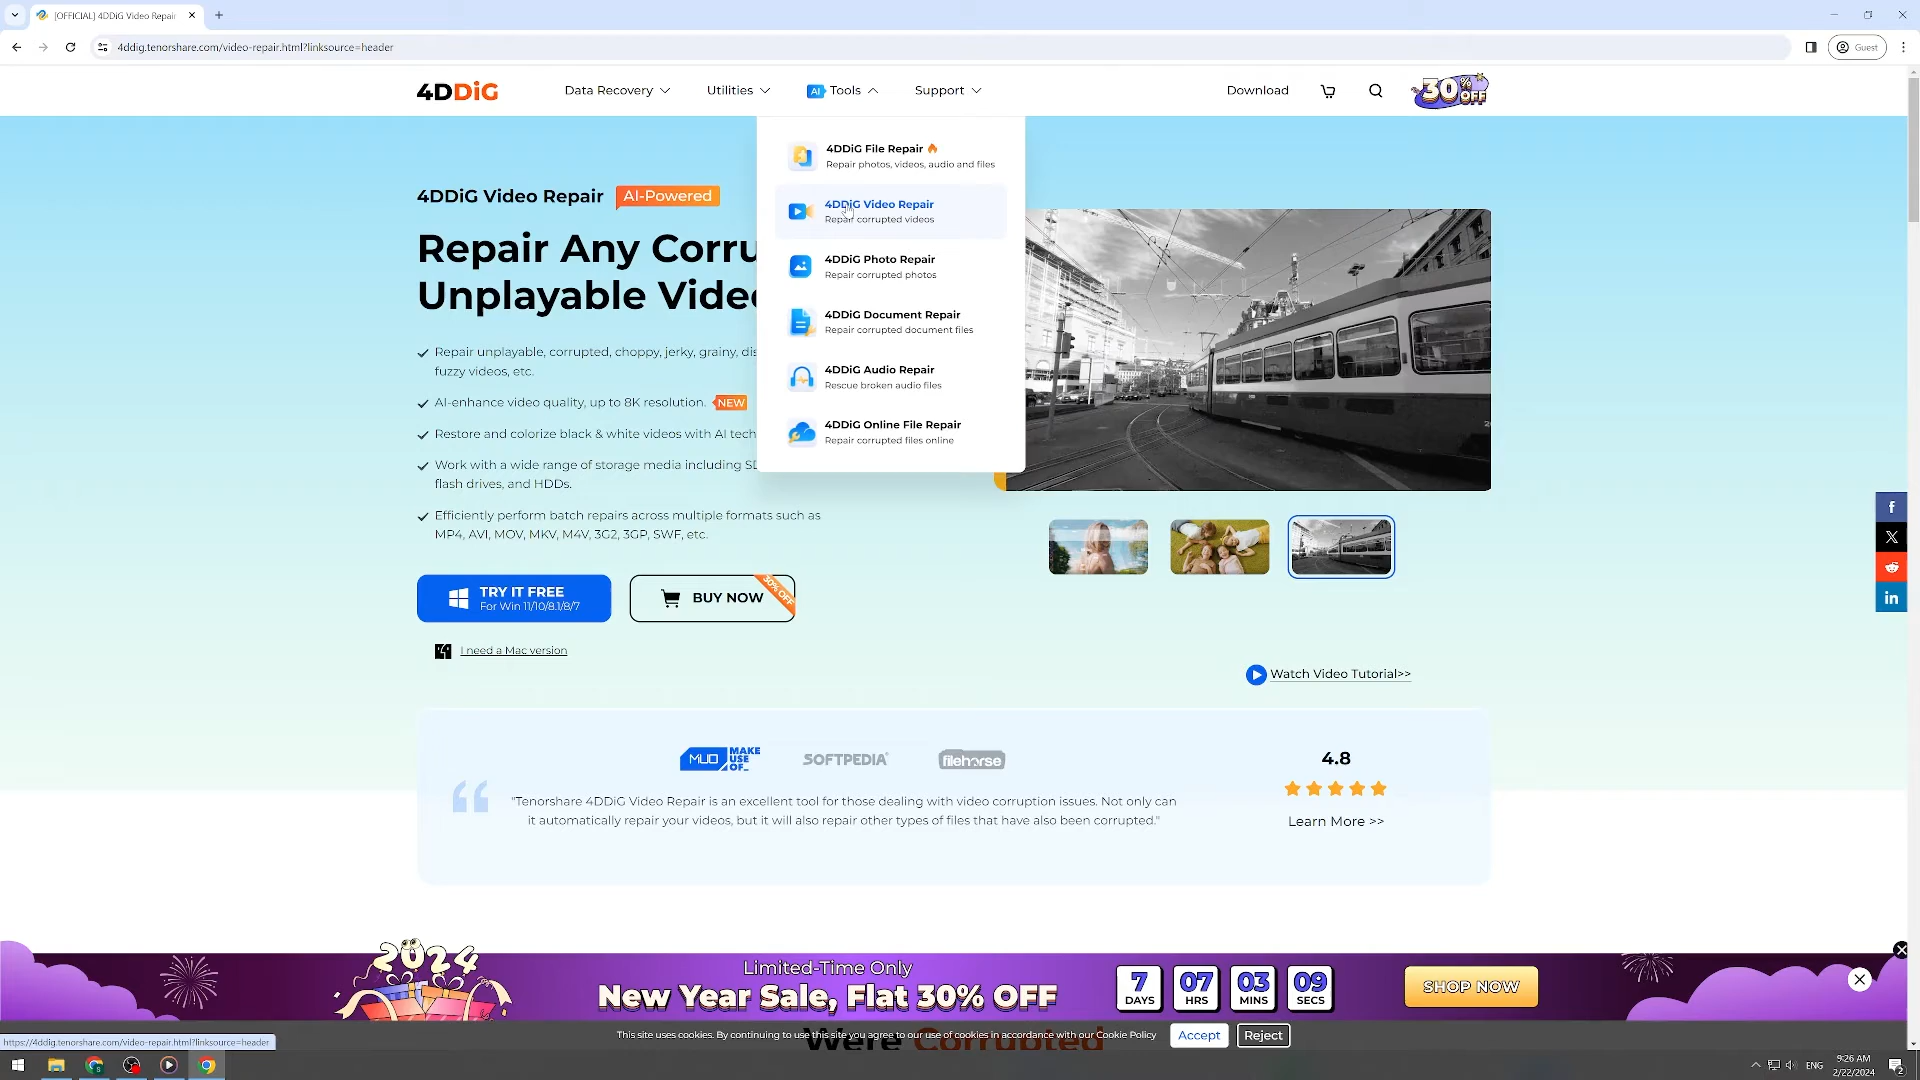 [OFFICIAL] 4DDiG Video Repair
4ddig.tenorshare.com/video-repair.html?linksource=header
Guest
4DDiG
Data Recovery
Utilities
AI Tools
Support
Download
30% OFF
4DDiG File Repair
Repair photos, videos, audio and files
4DDiG Video Repair
Repair corrupted videos
4DDiG Photo Repair
Repair corrupted photos
4DDiG Document Repair
Repair corrupted document files
4DDiG Audio Repair
Rescue broken audio files
4DDiG Online File Repair
Repair corrupted files online
4DDiG Video Repair AI-Powered
Repair Any Corru
Unplayable Vide
Repair unplayable, corrupted, choppy, jerky, grainy, dis
fuzzy videos, etc.
AI-enhance video quality, up to 8K resolution. NEW
Restore and colorize black & white videos with AI tech
Work with a wide range of storage media including SD
flash drives, and HDDs.
Efficiently perform batch repairs across multiple formats such as
MP4, AVI, MOV, MKV, M4V, 3G2, 3GP, SWF, etc.
TRY IT FREE
For Win 11/10/8.1/8/7
BUY NOW
30% OFF
I need a Mac version
Watch Video Tutorial>>
MUO MAKE
USE
OF_
SOFTPEDIA
filehorse
"Tenorshare 4DDiG Video Repair is an excellent tool for those dealing with video corruption issues. Not only can
it automatically repair your videos, but it will also repair other types of files that have also been corrupted."
4.8
Learn More >>
f
X
in
2024
Limited-Time Only
New Year Sale, Flat 30% OFF
7 07 03 09
DAYS HRS MINS SECS
SHOP NOW
Were Corrupted
This site uses cookies. By continuing to use this site you agree to our use of cookies in accordance with our Cookie Policy
Accept
Reject
https://4ddig.tenorshare.com/video-repair.html?linksource=header
ENG
9:26 AM
2/22/2024
2